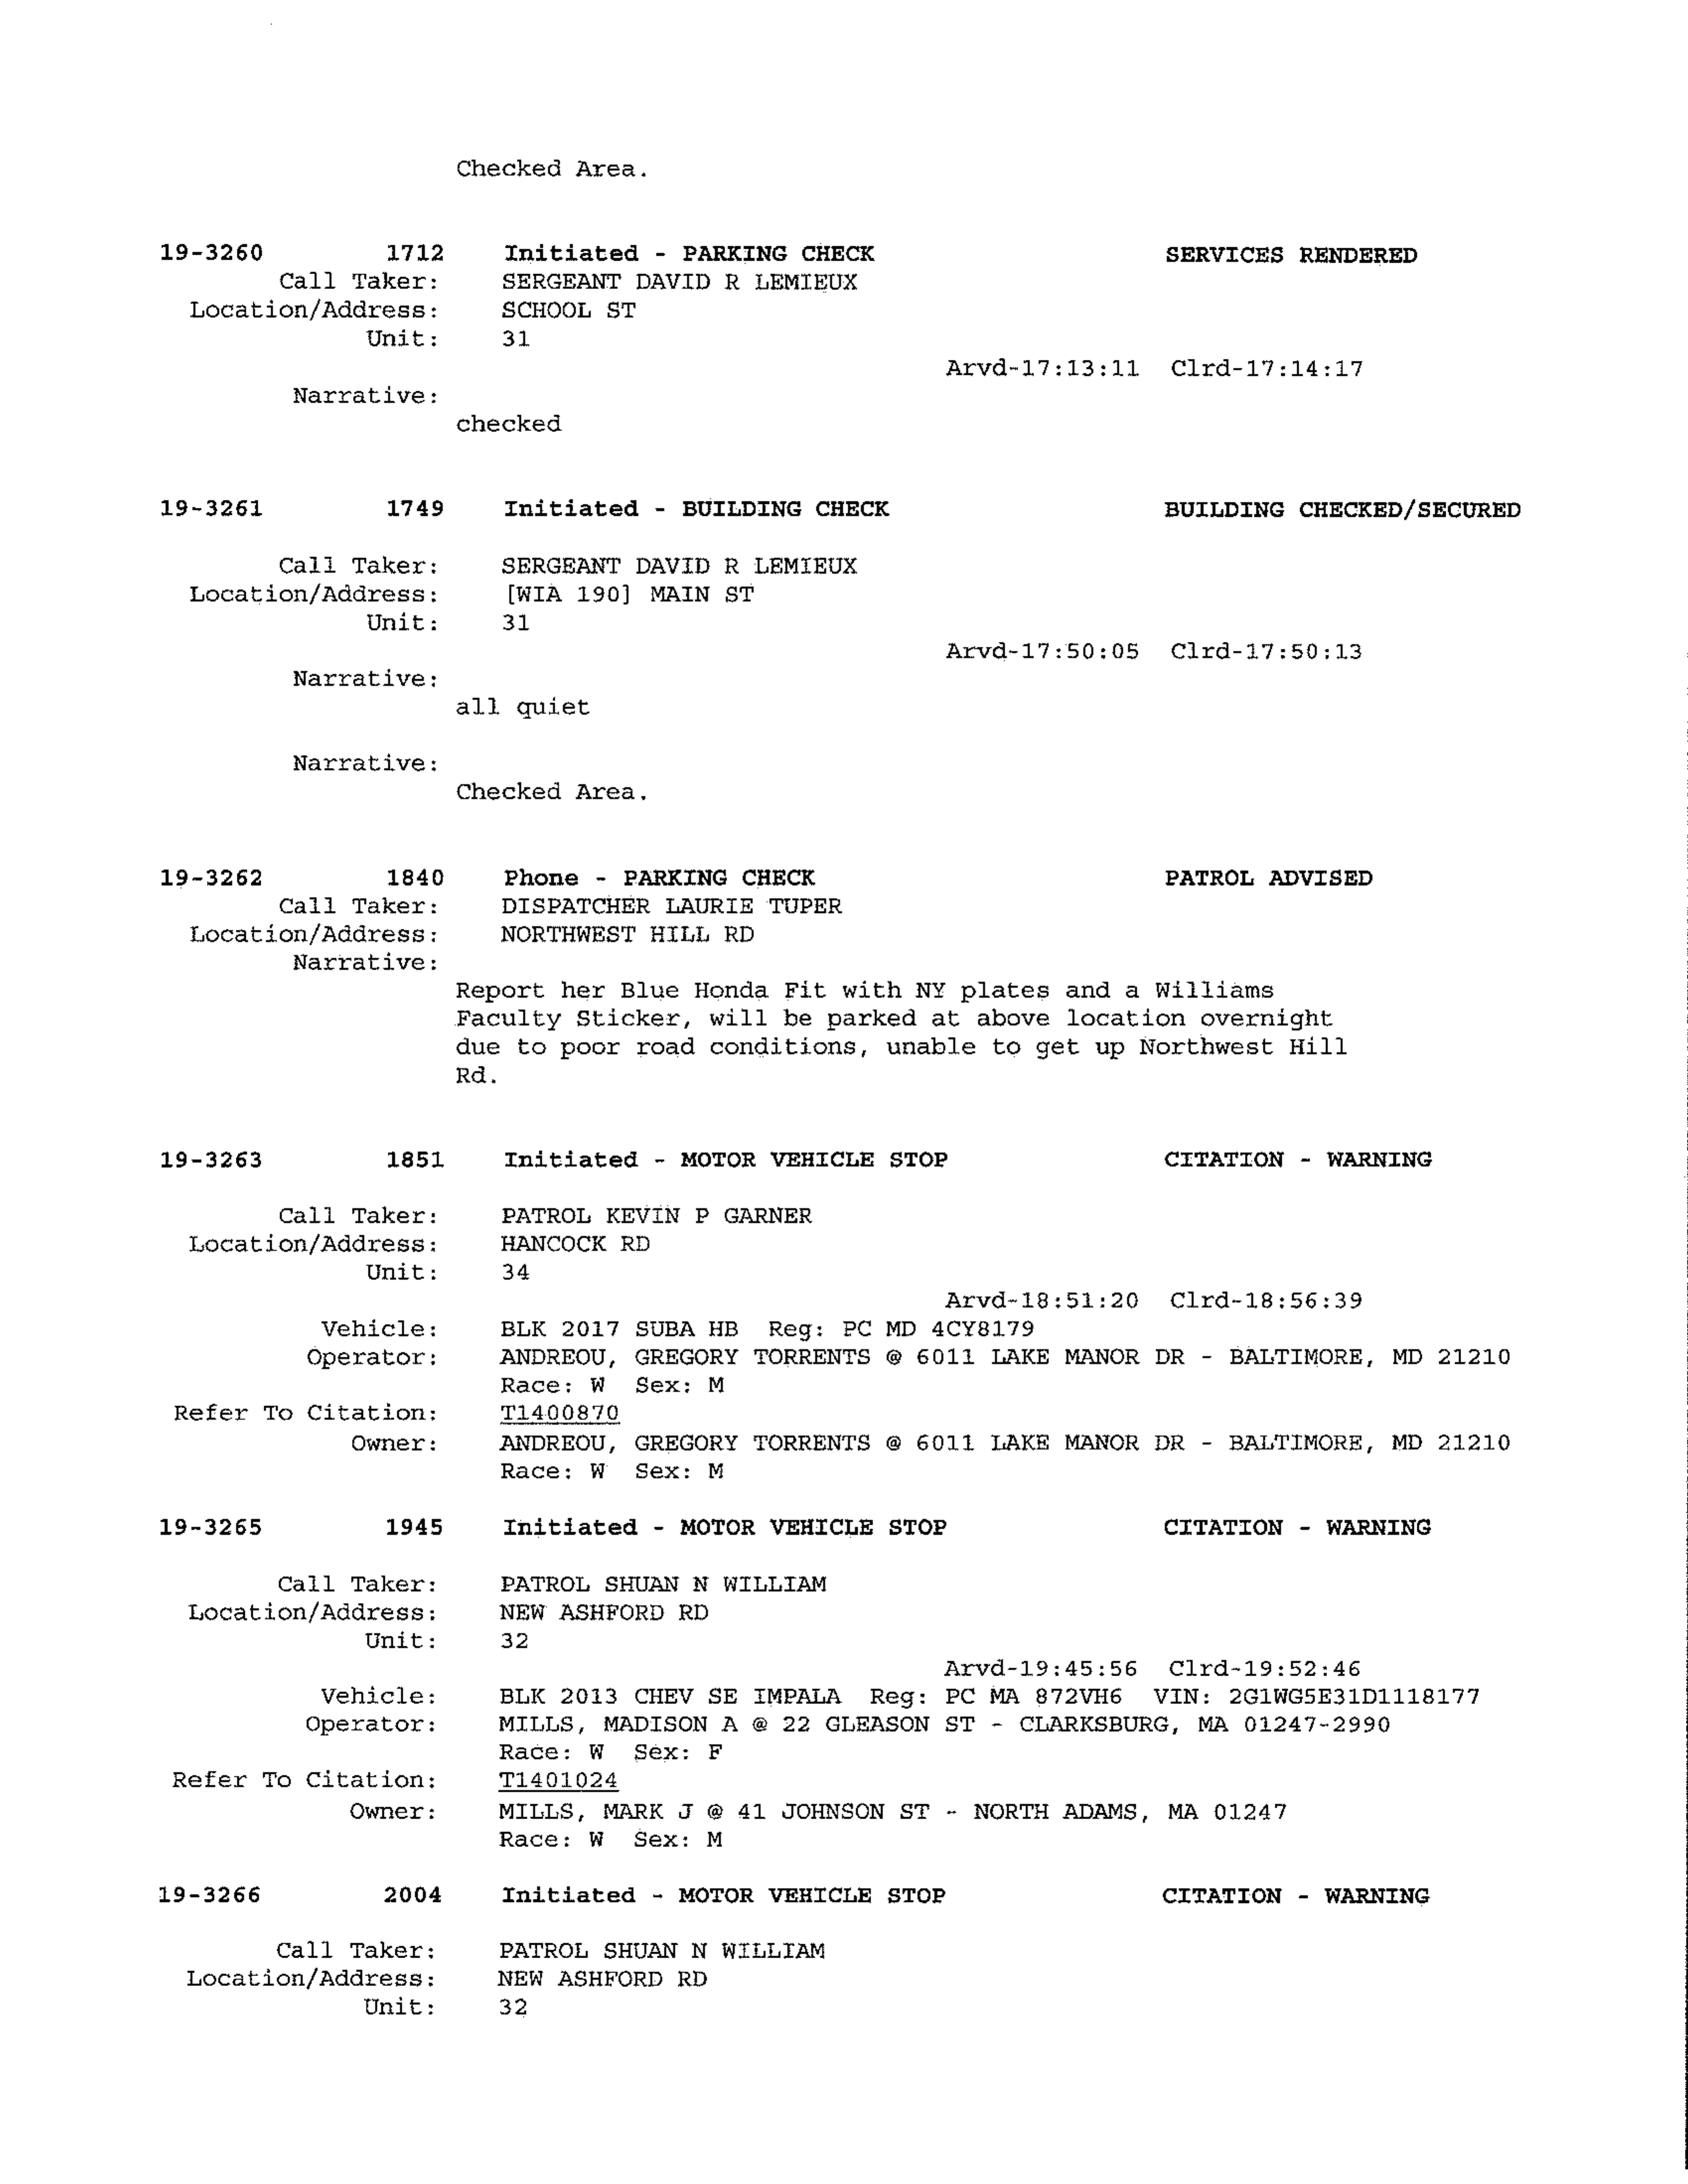 Checked Area.
19-3260 1712 Initiated - PARKING CHECK SERVICES RENDERED
Call Taker: SERGEANT DAVID R LEMIEUX
Location/Address: SCHOOL ST
Unit: 31
Arvd-17:13:11 Clrd-17:14:17
Narrative:
checked
19-3261 1749 Initiated - BUILDING CHECK BUILDING CHECKED/SECURED
Call Taker: SERGEANT DAVID R LEMIEUX
Location/Address: [WIA 190] MAIN ST
Unit: 31
Arvd-17:50:05 Clrd-17:50:13
Narrative:
all quiet
Narrative:
Checked Area.
19-3262 1840 Phone - PARKING CHECK PATROL ADVISED
Call Taker: DISPATCHER LAURIE TUPER
Location/Address: NORTHWEST HILL RD
Narrative:
Report her Blue Honda Fit with NY plates and a Williams
Faculty Sticker, will be parked at above location overnight
due to poor road conditions, unable to get up Northwest Hill
Rd.
19-3263 1851 Initiated - MOTOR VEHICLE STOP CITATION - WARNING
Call Taker: PATROL KEVIN P GARNER
Location/Address: HANCOCK RD
Unit: 34
Arvd-18:51:20 Clrd-18:56:39
Vehicle: BLK 2017 SUBA HB Reg: PC MD 4CY8179
Operator: ANDREOU, GREGORY TORRENTS @ 6011 LAKE MANOR DR - BALTIMORE, MD 21210
Race: W Sex: M
Refer To Citation: T1400870
Owner: ANDREOU, GREGORY TORRENTS @ 6011 LAKE MANOR DR - BALTIMORE, MD 21210
Race: W Sex: M
19-3265 1945 Initiated - MOTOR VEHICLE STOP CITATION - WARNING
Call Taker: PATROL SHUAN N WILLIAM
Location/Address: NEW ASHFORD RD
Unit: 32
Arvd-19:45:56 Clrd-19:52:46
Vehicle: BLK 2013 CHEV SE IMPALA Reg: PC MA 872VH6 VIN: 2G1WG5E31D1118177
Operator: MILLS, MADISON A @ 22 GLEASON ST - CLARKSBURG, MA 01247-2990
Race: W Sex: F
Refer To Citation: T1401024
Owner: MILLS, MARK J @ 41 JOHNSON ST - NORTH ADAMS, MA 01247
Race: W Sex: M
19-3266 2004 Initiated - MOTOR VEHICLE STOP CITATION - WARNING
Call Taker: PATROL SHUAN N WILLIAM
Location/Address: NEW ASHFORD RD
Unit: 32